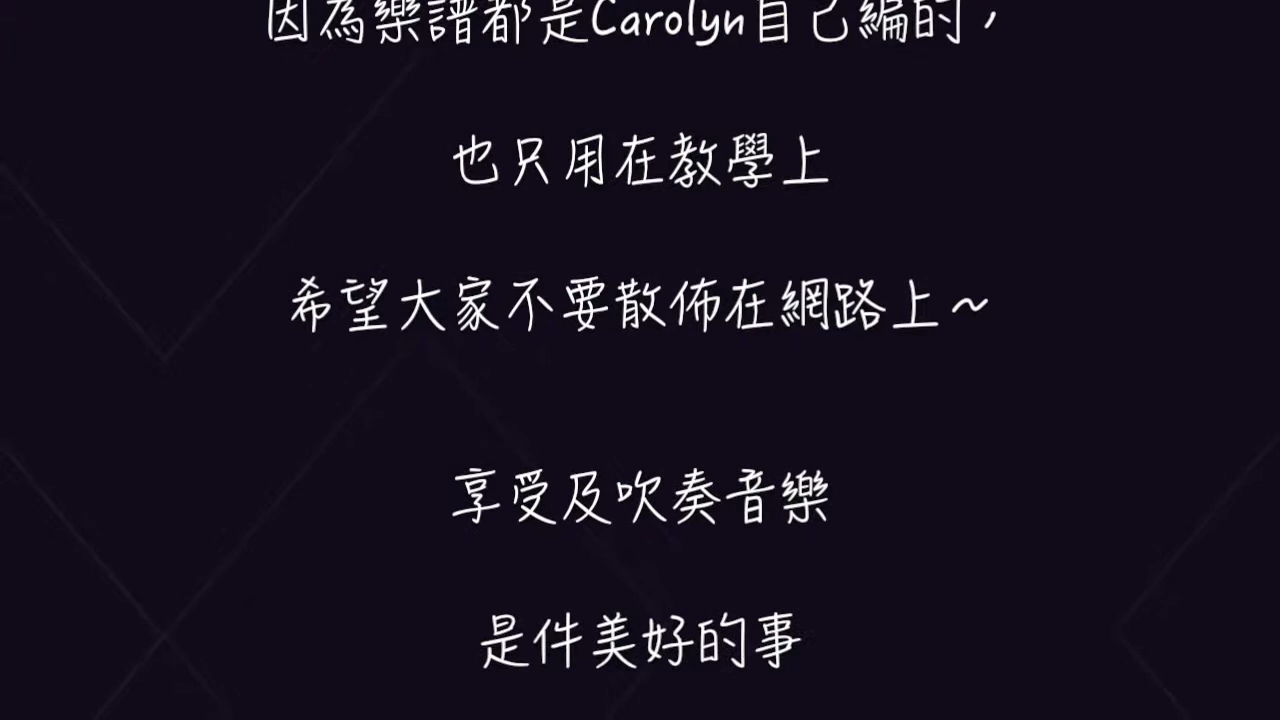 因為樂譜都是Carolyn自己編的，
也只用在教學上
希望大家不要散佈在網路上～
享受及吹奏音樂
是件美好的事